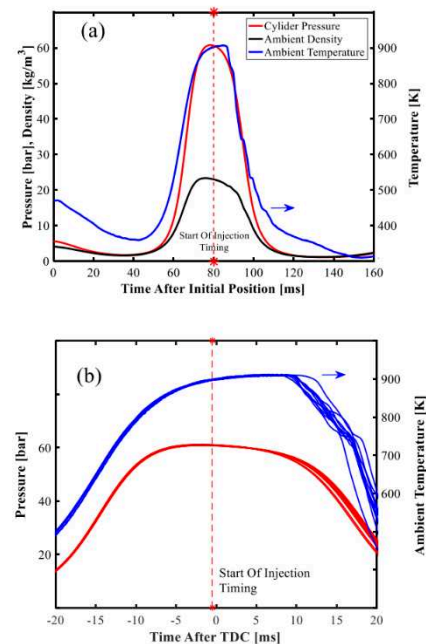 (a)
Cylider Pressure
Ambient Density
Ambient Temperature
Pressure [bar], Density [kg/m³]
60
50
40
30
20
10
0
Temperature [K]
900
800
700
600
500
400
Start Of Injection
Timing
0 20 40 60 80 100 120 140 160
Time After Initial Position [ms]
(b)
Pressure [bar]
60
40
20
Ambient Temperature [K]
900
800
700
600
Start Of Injection
Timing
-20 -15 -10 -5 0 5 10 15 20
Time After TDC [ms]